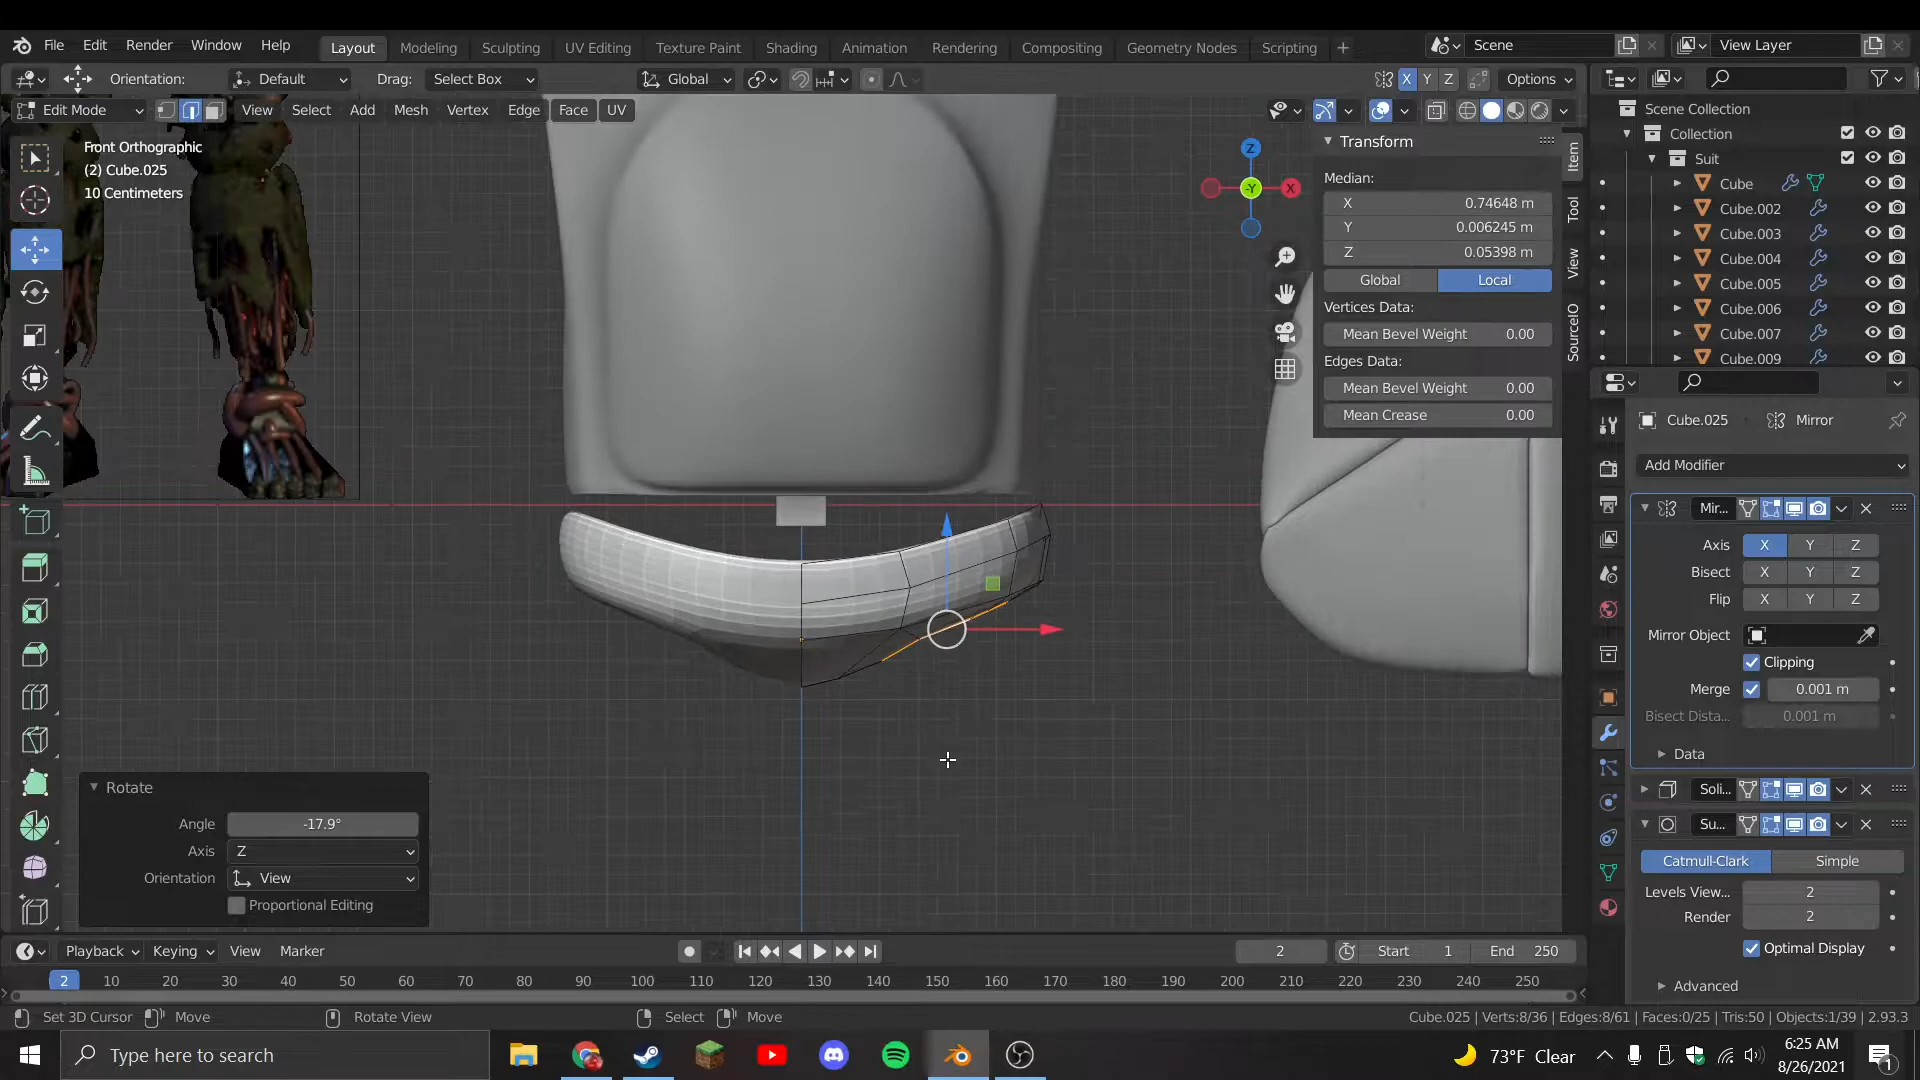 File Edit Render Window Help Layout Modeling Sculpting UV Editing Texture Paint Shading Animation Rendering Compositing Geometry Nodes Scripting Scene View Layer
Orientation: Default Drag: Select Box Global X Y Z Options
Edit Mode View Select Add Mesh Vertex Edge Face UV
Front Orthographic
(2) Cube.025
10 Centimeters
Z
-Y
X
Transform
Median:
X 0.74648 m
Y 0.006245 m
Z 0.05398 m
Global Local
Vertices Data:
Mean Bevel Weight 0.00
Edges Data:
Mean Bevel Weight 0.00
Mean Crease 0.00
Item
Tool
View
SourceIO
Scene Collection
Collection
Suit
Cube
Cube.002
Cube.003
Cube.004
Cube.005
Cube.006
Cube.007
Cube.009
Cube.025 Mirror
Add Modifier
Mir...
Axis X Y Z
Bisect X Y Z
Flip X Y Z
Mirror Object
Clipping
Merge 0.001 m
Bisect Dista... 0.001 m
Data
Soli...
Su...
Catmull-Clark Simple
Levels View... 2
Render 2
Optimal Display
Advanced
Rotate
Angle -17.9°
Axis Z
Orientation View
Proportional Editing
Playback Keying View Marker 2 Start 1 End 250
2 10 20 30 40 50 60 70 80 90 100 110 120 130 140 150 160 170 180 190 200 210 220 230 240 250
Set 3D Cursor Move Rotate View Select Move Cube.025 | Verts:8/36 | Edges:8/61 | Faces:0/25 | Tris:50 | Objects:1/39 | 2.93.3
Type here to search 73°F Clear 6:25 AM
8/26/2021 1